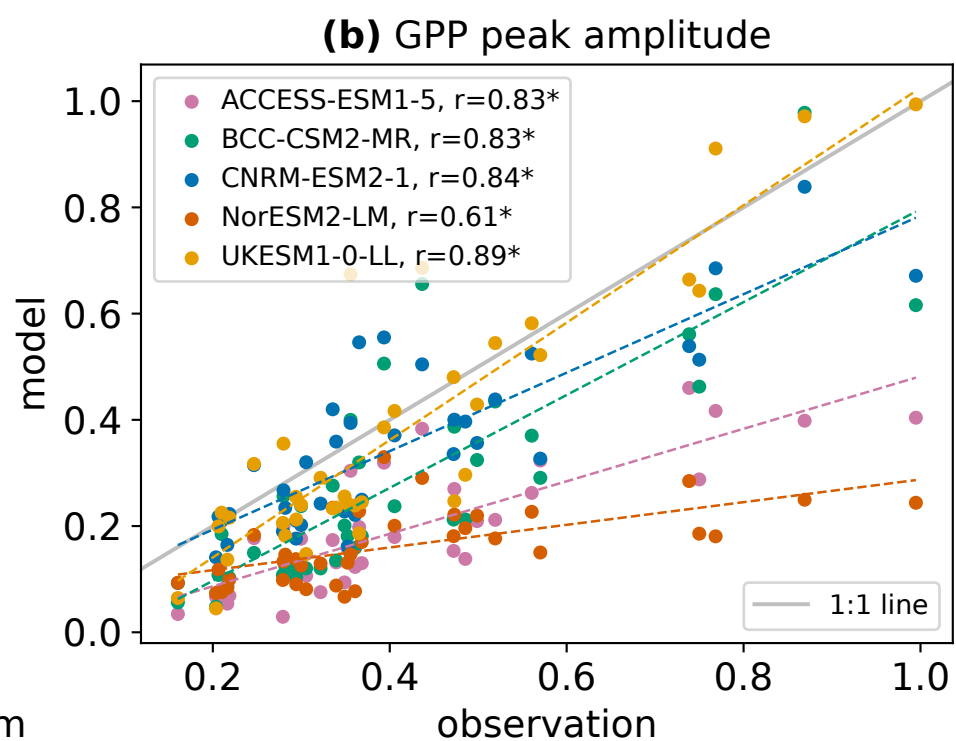 (b) GPP peak amplitude
ACCESS-ESM1-5, r=0.83*
BCC-CSM2-MR, r=0.83*
CNRM-ESM2-1, r=0.84*
NorESM2-LM, r=0.61*
UKESM1-0-LL, r=0.89*
1.0
0.8
0.6
0.4
0.2
0.0
model
1:1 line
0.2 0.4 0.6 0.8 1.0
observation
m